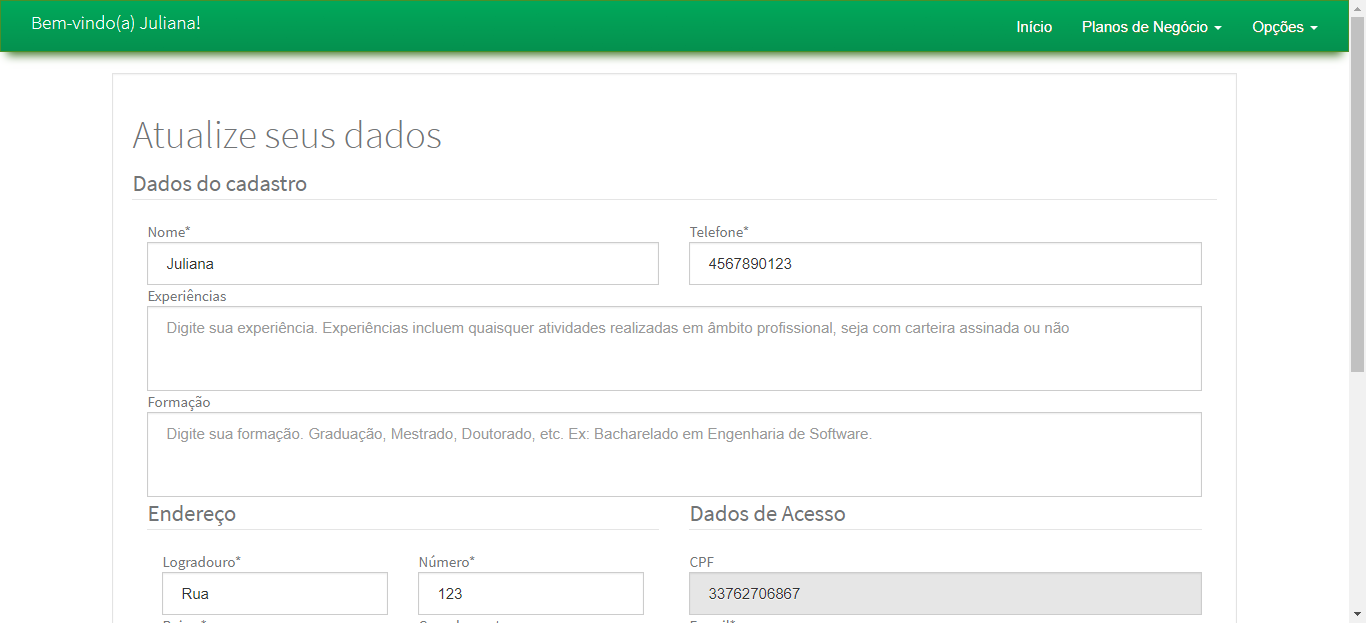 Bem-vindo(a) Juliana!
Início
Planos de Negócio
Opções
Atualize seus dados
Dados do cadastro
Nome*
Telefone*
Juliana
4567890123
Experiências
Digite sua experiência. Experiências incluem quaisquer atividades realizadas em âmbito profissional, seja com carteira assinada ou não
Formação
Digite sua formação. Graduação, Mestrado, Doutorado, etc. Ex: Bacharelado em Engenharia de Software.
Endereço
Dados de Acesso
Logradouro*
Número*
CPF
Rua
123
33762706867